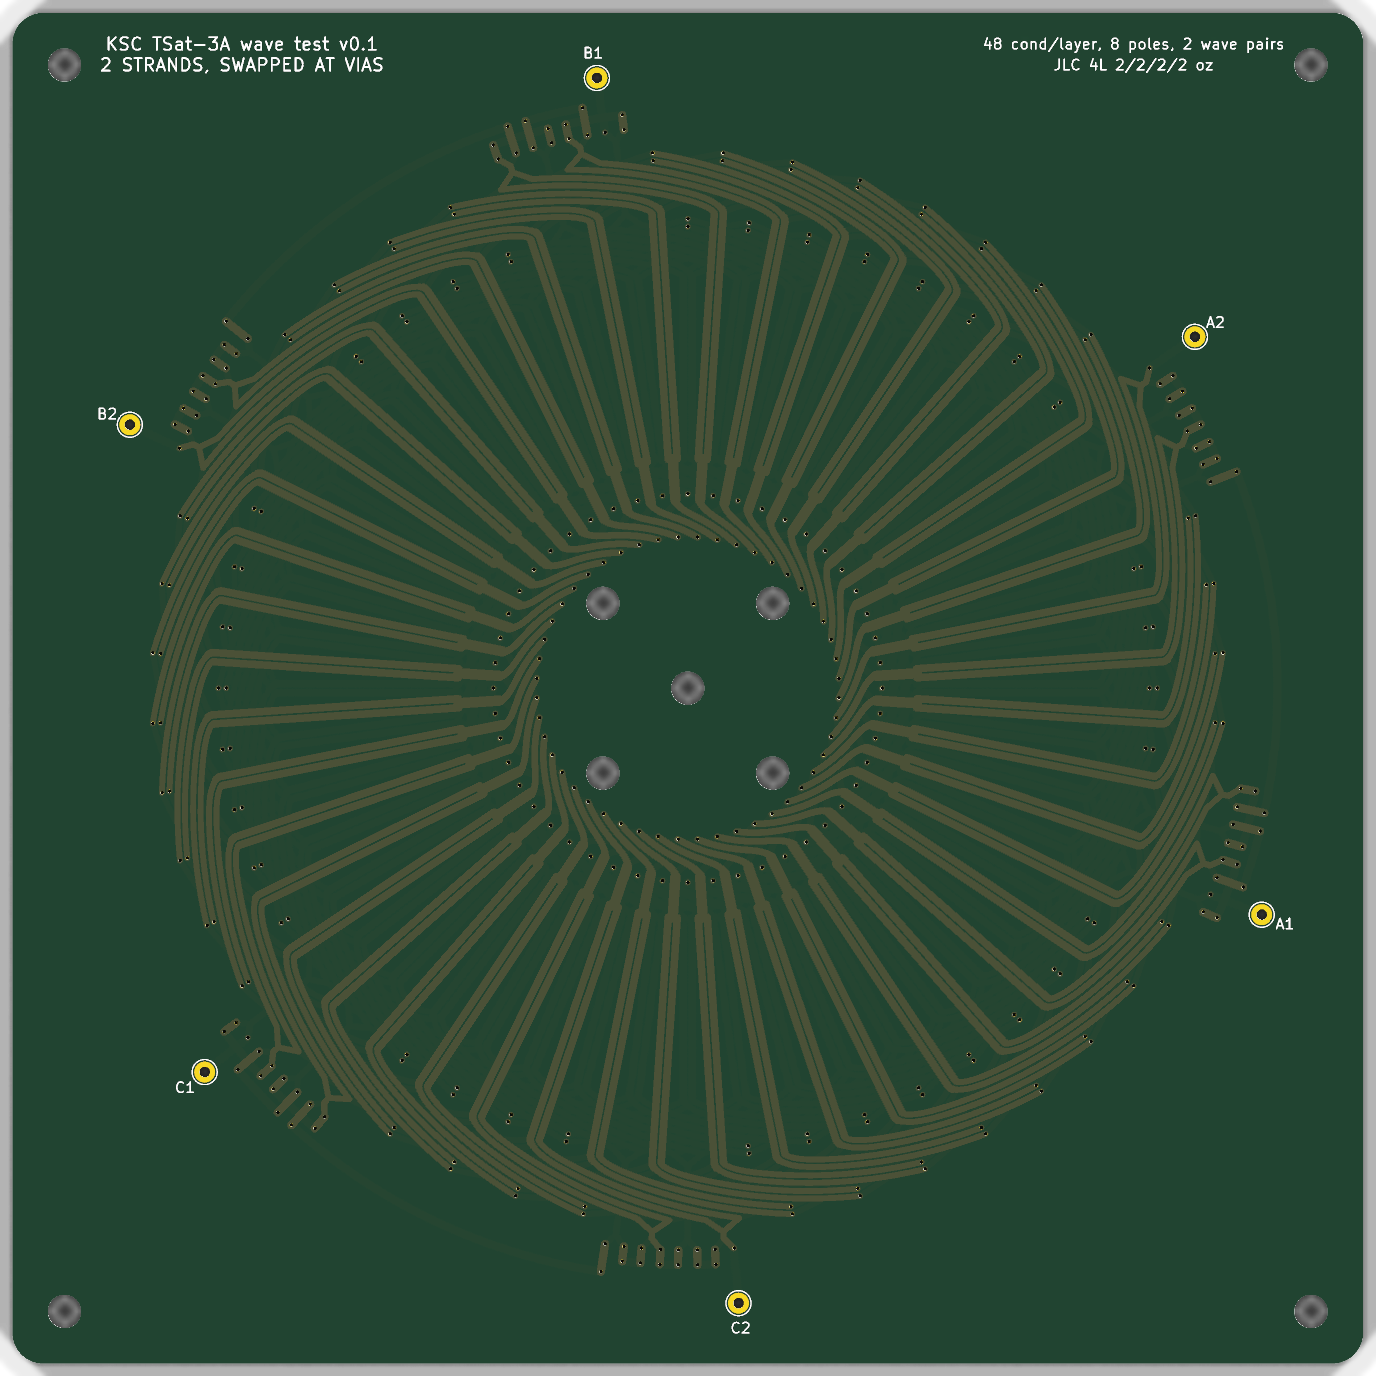 KSC TSat-3A wave test v0.1
2 STRANDS, SWAPPED AT VIAS
48 cond/layer, 8 poles, 2 wave pairs
JLC 4L 2/2/2/2 oz
B1
A2
B2
A1
C1
C2